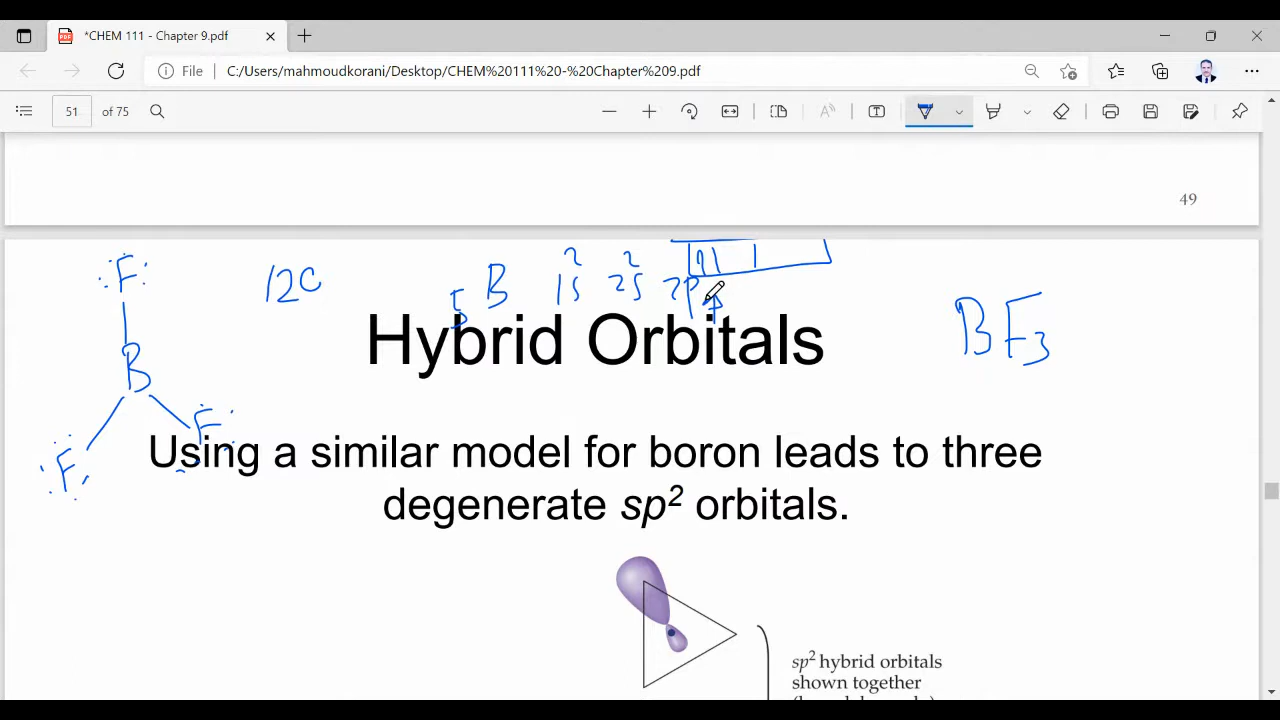 *CHEM 111 - Chapter 9.pdf
File C:/Users/mahmoudkorani/Desktop/CHEM%20111%20-%20Chapter%209.pdf
51 of 75
49
F
120
5 B 1s² 2s² 2p
Hybrid Orbitals
BF3
B
F F
Using a similar model for boron leads to three
degenerate sp² orbitals.
sp² hybrid orbitals
shown together